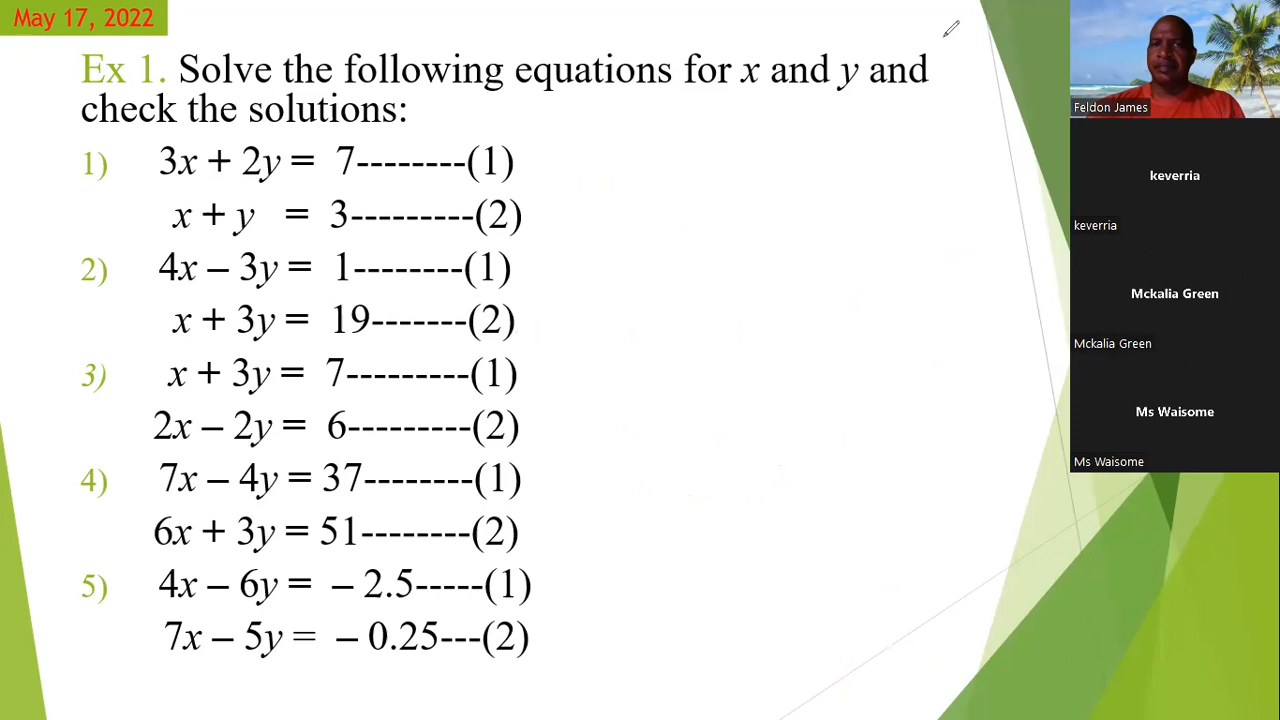 May 17, 2022
Ex 1. Solve the following equations for x and y and
check the solutions:
1) 3x + 2y = 7--------(1)
x + y = 3---------(2)
2) 4x – 3y = 1--------(1)
x + 3y = 19-------(2)
3) x + 3y = 7---------(1)
2x – 2y = 6---------(2)
4) 7x – 4y = 37--------(1)
6x + 3y = 51--------(2)
5) 4x – 6y = – 2.5-----(1)
7x – 5y = – 0.25---(2)
Feldon James
keverria
keverria
Mckalia Green
Mckalia Green
Ms Waisome
Ms Waisome